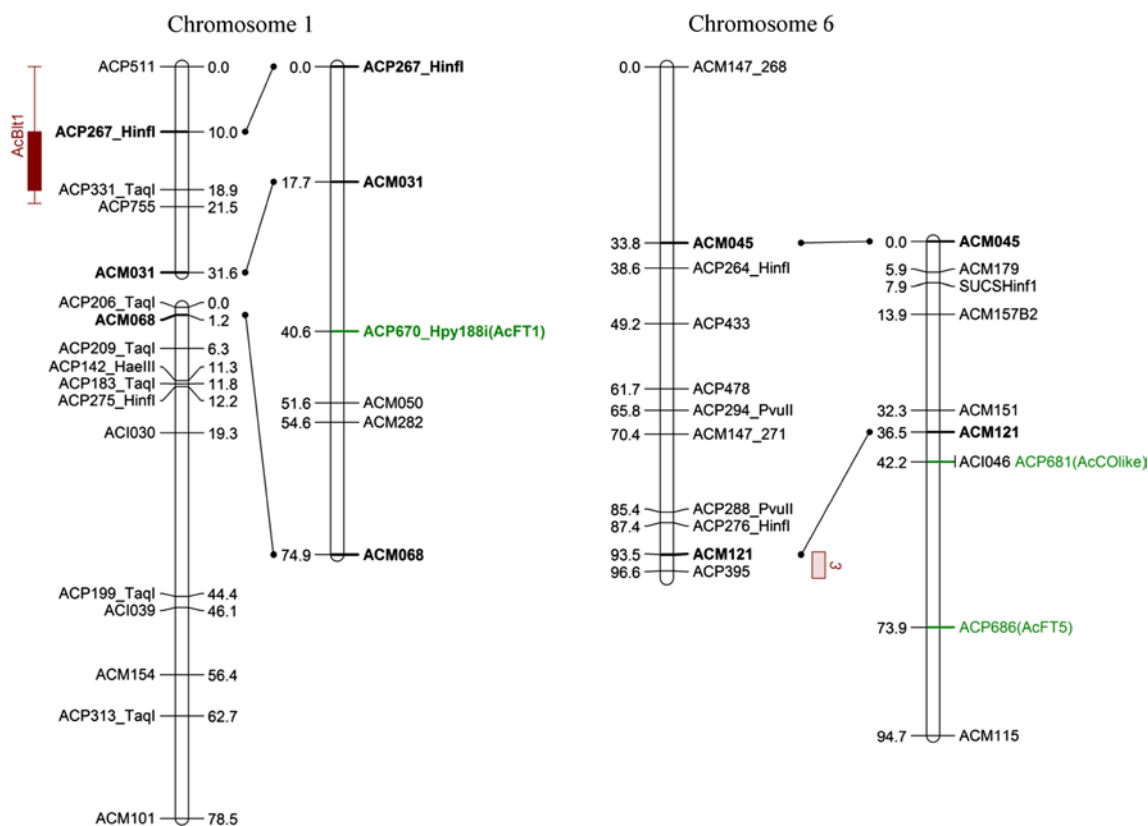 Chromosome 1
Chromosome 6
AcBlt1
ACP511 0.0
ACP267_HinfI 10.0
ACP331_TaqI 18.9
ACP755 21.5
ACM031 31.6
ACP206_TaqI 0.0
ACM068 1.2
ACP209_TaqI 6.3
ACP142_HaeIII 11.3
ACP183_TaqI 11.8
ACP275_HinfI 12.2
ACI030 19.3
ACP199_TaqI 44.4
ACI039 46.1
ACM154 56.4
ACP313_TaqI 62.7
ACM101 78.5
0.0 ACP267_HinfI
17.7 ACM031
40.6 ACP670_Hpy188i(AcFT1)
51.6 ACM050
54.6 ACM282
74.9 ACM068
0.0 ACM147_268
33.8 ACM045
38.6 ACP264_HinfI
49.2 ACP433
61.7 ACP478
65.8 ACP294_PvuII
70.4 ACM147_271
85.4 ACP288_PvuII
87.4 ACP276_HinfI
93.5 ACM121
96.6 ACP395
3
0.0 ACM045
5.9 ACM179
7.9 SUCSHinf1
13.9 ACM157B2
32.3 ACM151
36.5 ACM121
42.2 ACI046 ACP681(AcCOlike)
73.9 ACP686(AcFT5)
94.7 ACM115